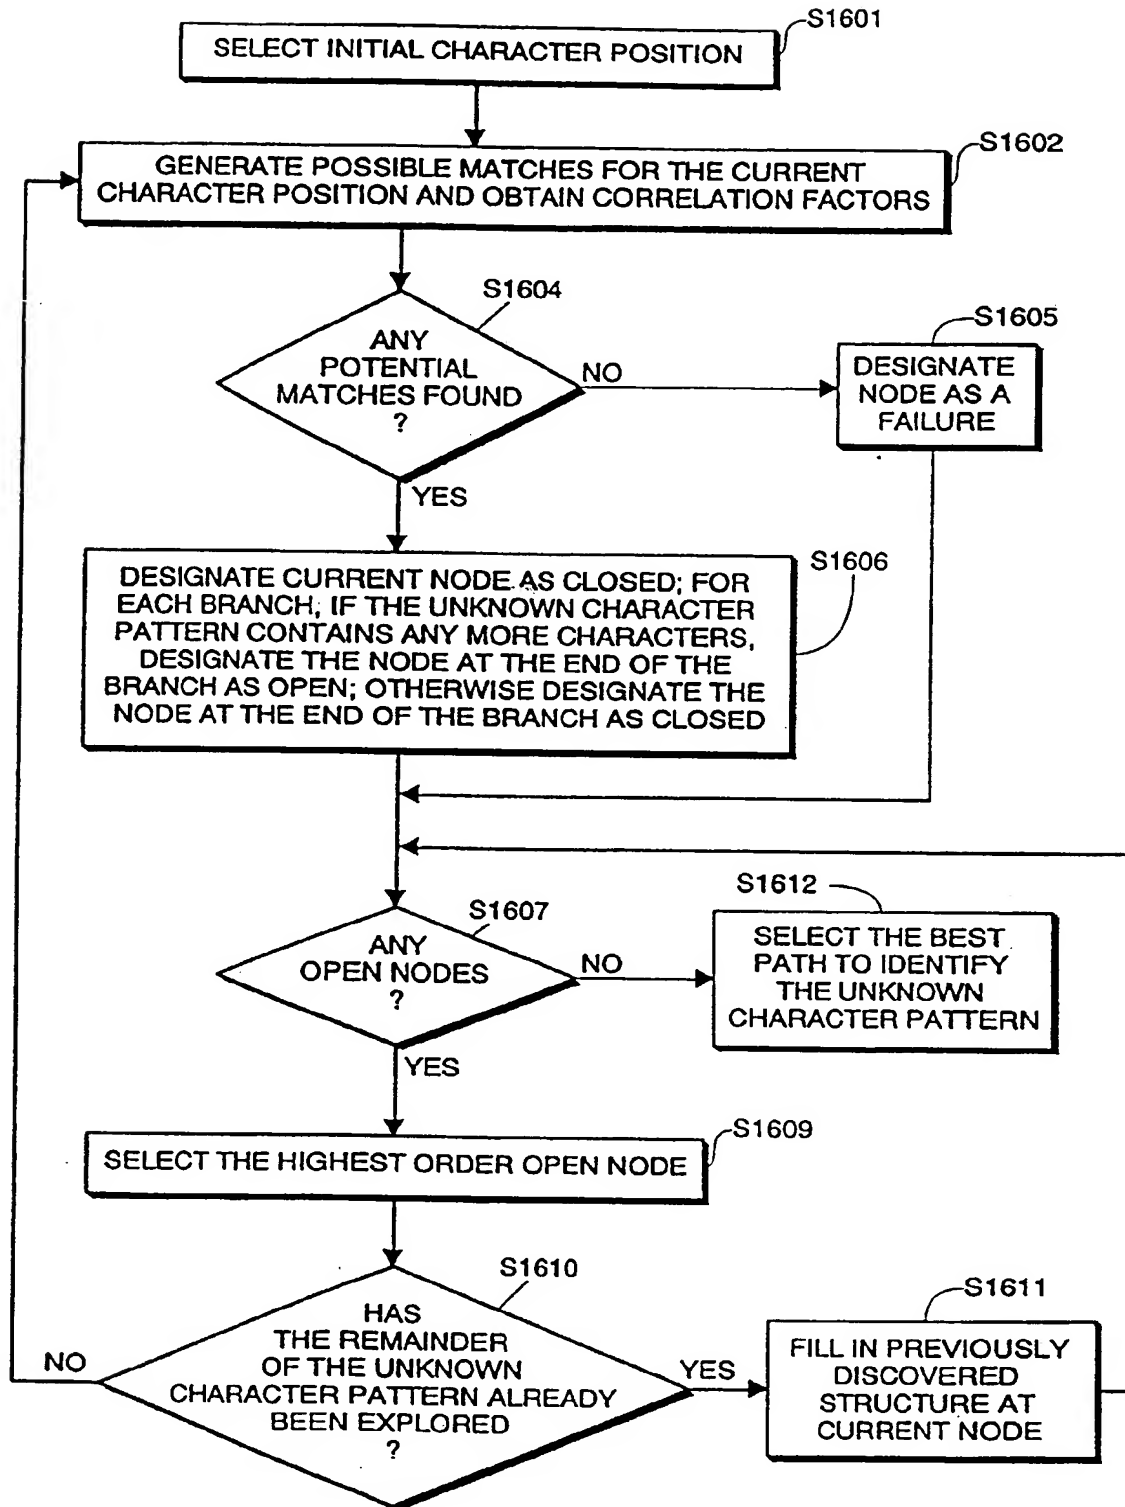 S1601
SELECT INITIAL CHARACTER POSITION
S1602
GENERATE POSSIBLE MATCHES FOR THE CURRENT
CHARACTER POSITION AND OBTAIN CORRELATION FACTORS
S1604
ANY
POTENTIAL
MATCHES FOUND
?
NO
S1605
DESIGNATE
NODE AS A
FAILURE
YES
S1606
DESIGNATE CURRENT NODE AS CLOSED; FOR
EACH BRANCH, IF THE UNKNOWN CHARACTER
PATTERN CONTAINS ANY MORE CHARACTERS,
DESIGNATE THE NODE AT THE END OF THE
BRANCH AS OPEN; OTHERWISE DESIGNATE THE
NODE AT THE END OF THE BRANCH AS CLOSED
S1607
ANY
OPEN NODES
?
NO
S1612
SELECT THE BEST
PATH TO IDENTIFY
THE UNKNOWN
CHARACTER PATTERN
YES
S1609
SELECT THE HIGHEST ORDER OPEN NODE
S1610
HAS
THE REMAINDER
OF THE UNKNOWN
CHARACTER PATTERN ALREADY
BEEN EXPLORED
?
NO
YES
S1611
FILL IN PREVIOUSLY
DISCOVERED
STRUCTURE AT
CURRENT NODE